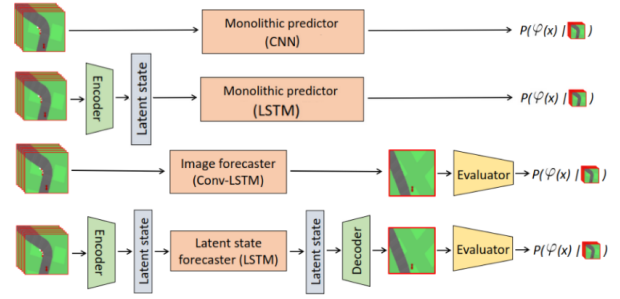 Monolithic predictor
(CNN)
P(φ(x) | )
Encoder
Latent state
Monolithic predictor
(LSTM)
P(φ(x) | )
Image forecaster
(Conv-LSTM)
Evaluator
P(φ(x) | )
Encoder
Latent state
Latent state
forecaster (LSTM)
Latent state
Decoder
Evaluator
P(φ(x) | )